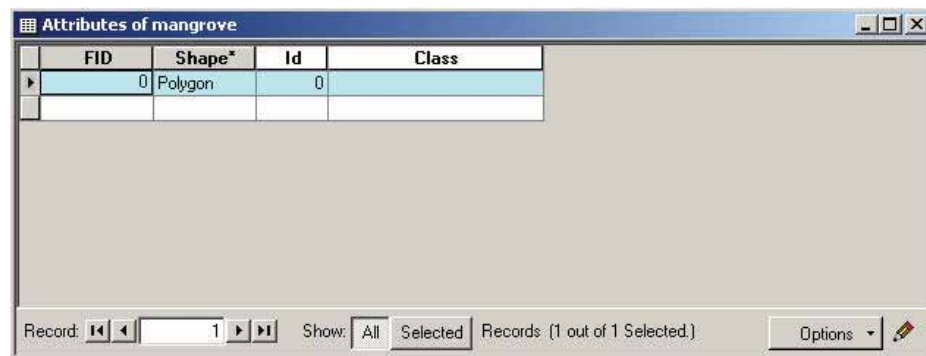 Attributes of mangrove
FID Shape* Id Class
0 Polygon 0
Record: 1 Show: All Selected Records (1 out of 1 Selected.) Options